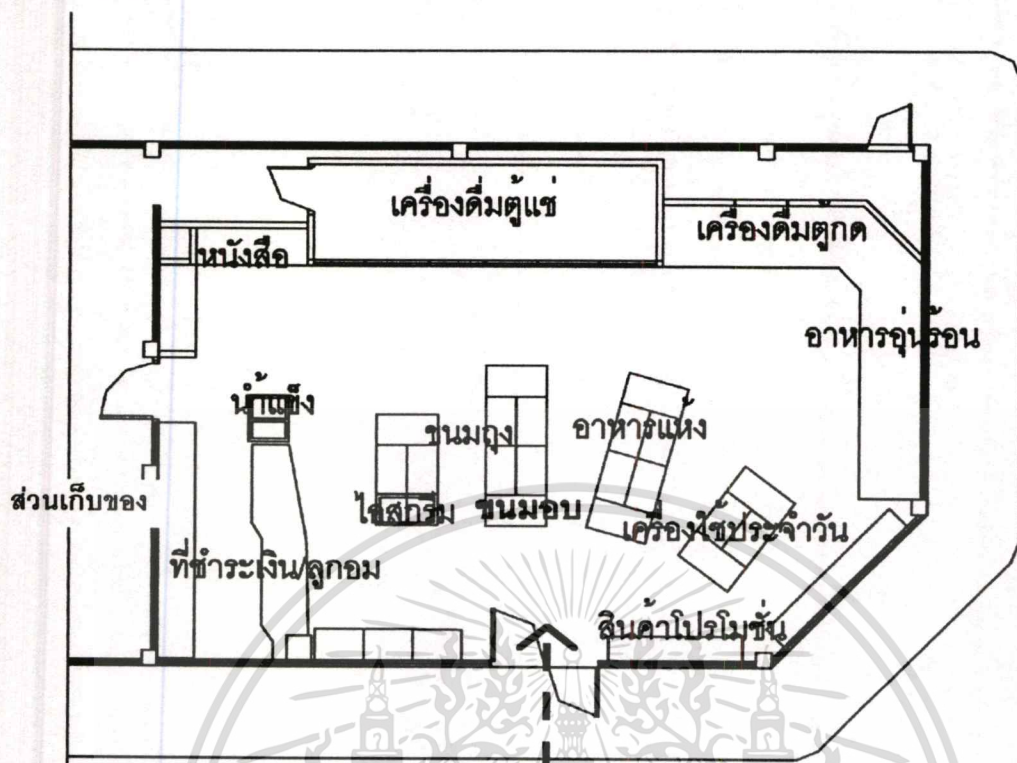 เครื่องดื่มตู้แช่
เครื่องดื่มตู้กด
หนังสือ
อาหารอุ่นร้อน
น้ำแข็ง
ขนมถุง
อาหารแห้ง
ส่วนเก็บของ
ไอสกรีม
ขนมอบ
เครื่องใช้ประจำวัน
ที่ชำระเงิน/ลูกอม
สินค้าโปรโมชั่น